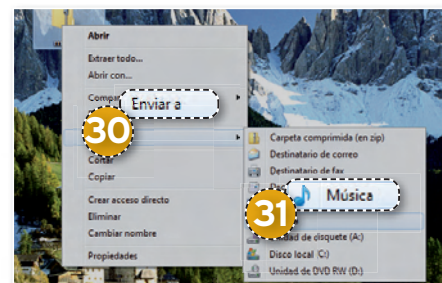 Abrir
Extraer todo...
Abrir con...
Enviar a
30
Cortar
Copiar
Crear acceso directo
Eliminar
Cambiar nombre
Propiedades
Carpeta comprimida (en zip)
Destinatario de correo
Destinatario de fax
Música
31
Unidad de disquete (A:)
Disco local (C:)
Unidad de DVD RW (D:)